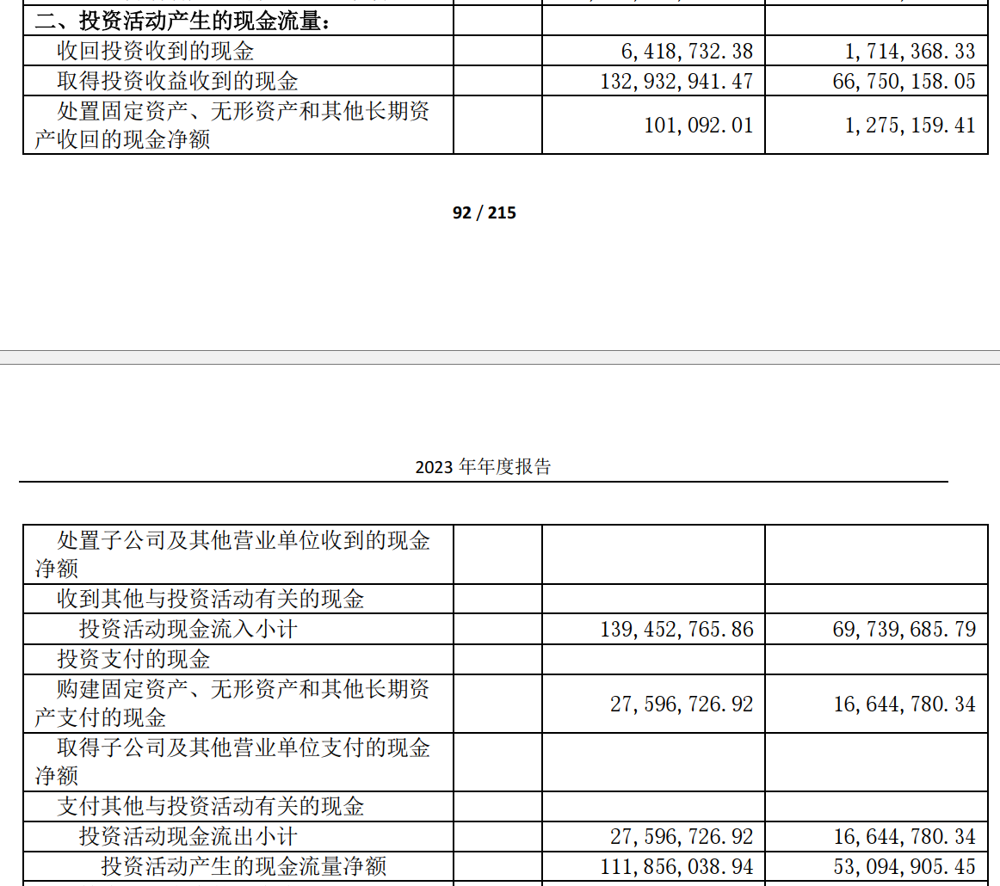 二、投资活动产生的现金流量：
收回投资收到的现金 6,418,732.38 1,714,368.33
取得投资收益收到的现金 132,932,941.47 66,750,158.05
处置固定资产、无形资产和其他长期资
产收回的现金净额 101,092.01 1,275,159.41
92 / 215
2023 年年度报告
处置子公司及其他营业单位收到的现金
净额
收到其他与投资活动有关的现金
投资活动现金流入小计 139,452,765.86 69,739,685.79
投资支付的现金
购建固定资产、无形资产和其他长期资
产支付的现金 27,596,726.92 16,644,780.34
取得子公司及其他营业单位支付的现金
净额
支付其他与投资活动有关的现金
投资活动现金流出小计 27,596,726.92 16,644,780.34
投资活动产生的现金流量净额 111,856,038.94 53,094,905.45